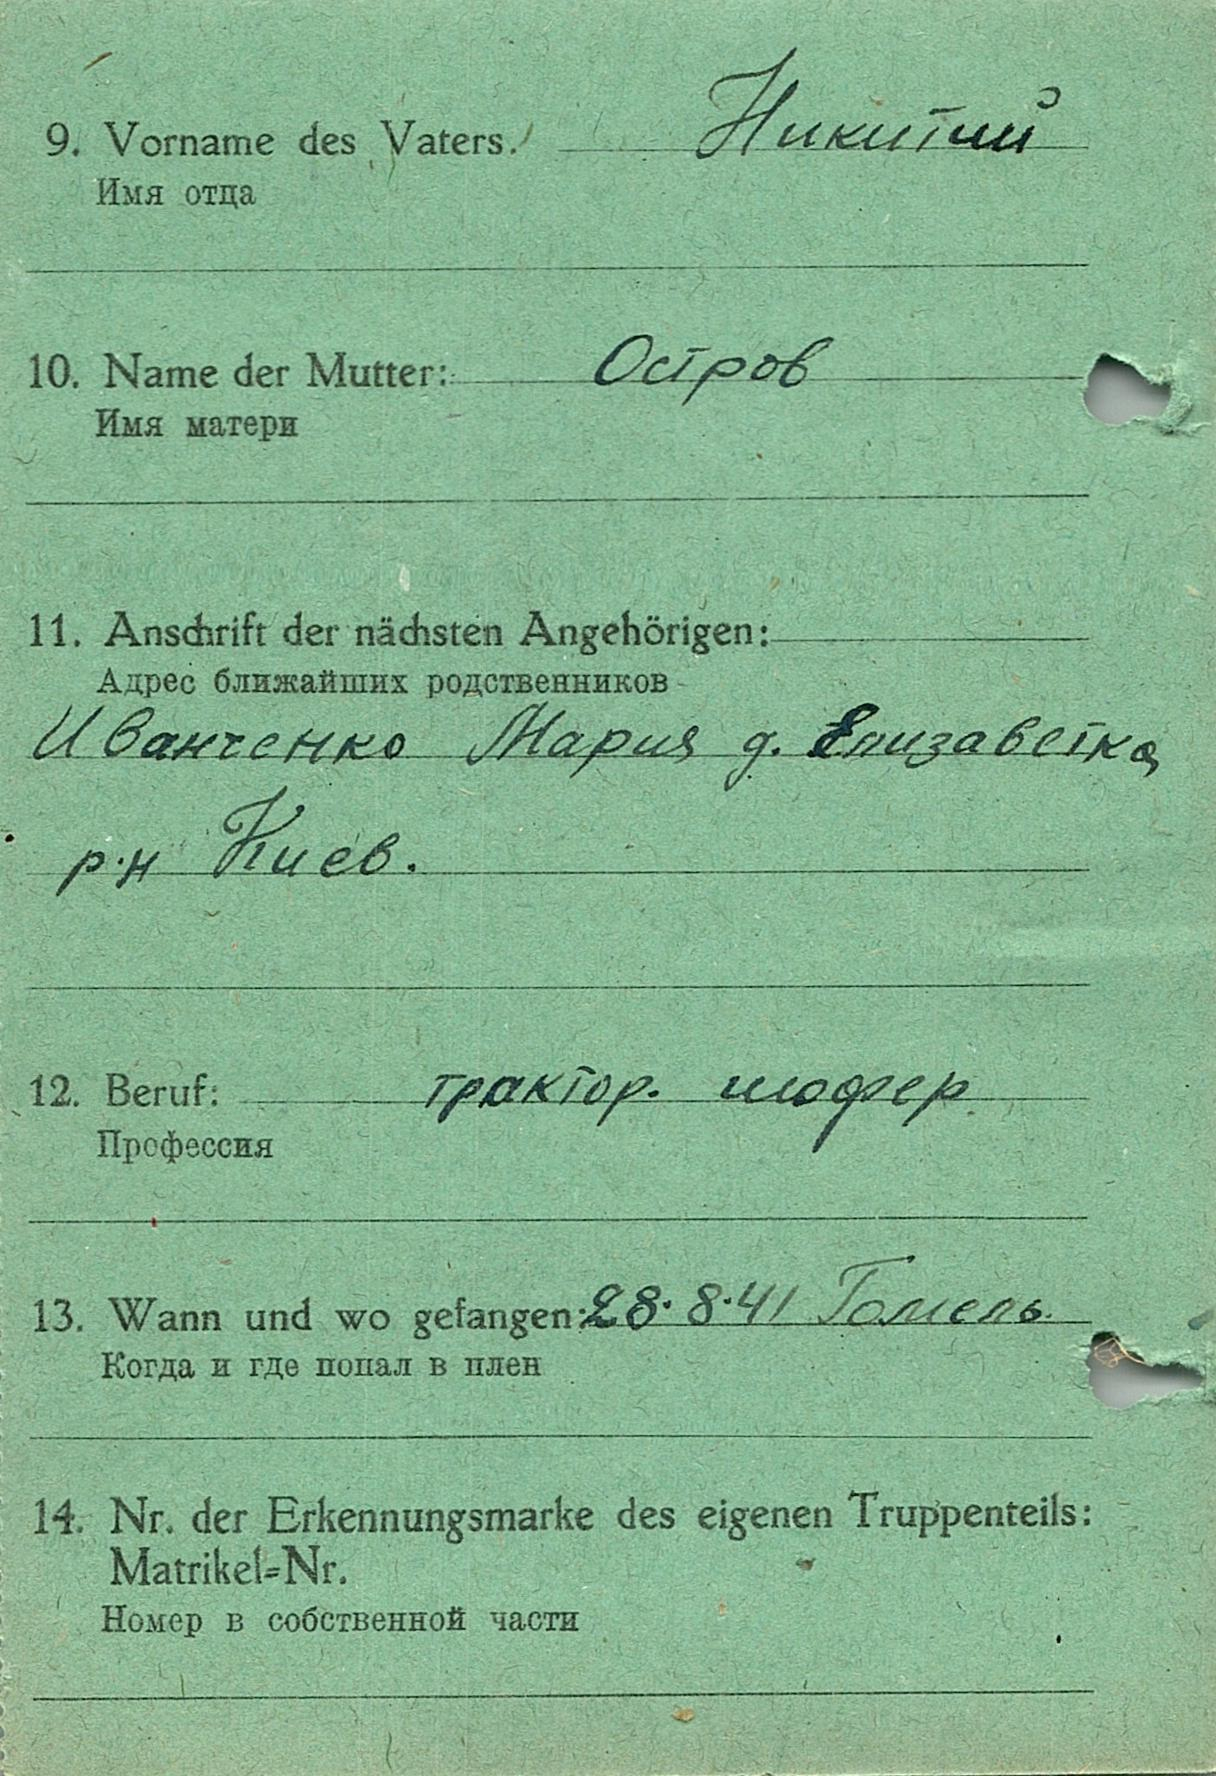 9. Vorname des Vaters. Никитий
Имя отца
10. Name der Mutter: Остров
Имя матери
11. Anschrift der nächsten Angehörigen:
Адрес ближайших родственников
Иванченко Мария д. Елизаветка
р-н Киев.
12. Beruf: трактор. шофер
Профессия
13. Wann und wo gefangen: 28.8.41 Гомель.
Когда и где попал в плен
14. Nr. der Erkennungsmarke des eigenen Truppenteils:
Matrikel=Nr.
Номер в собственной части